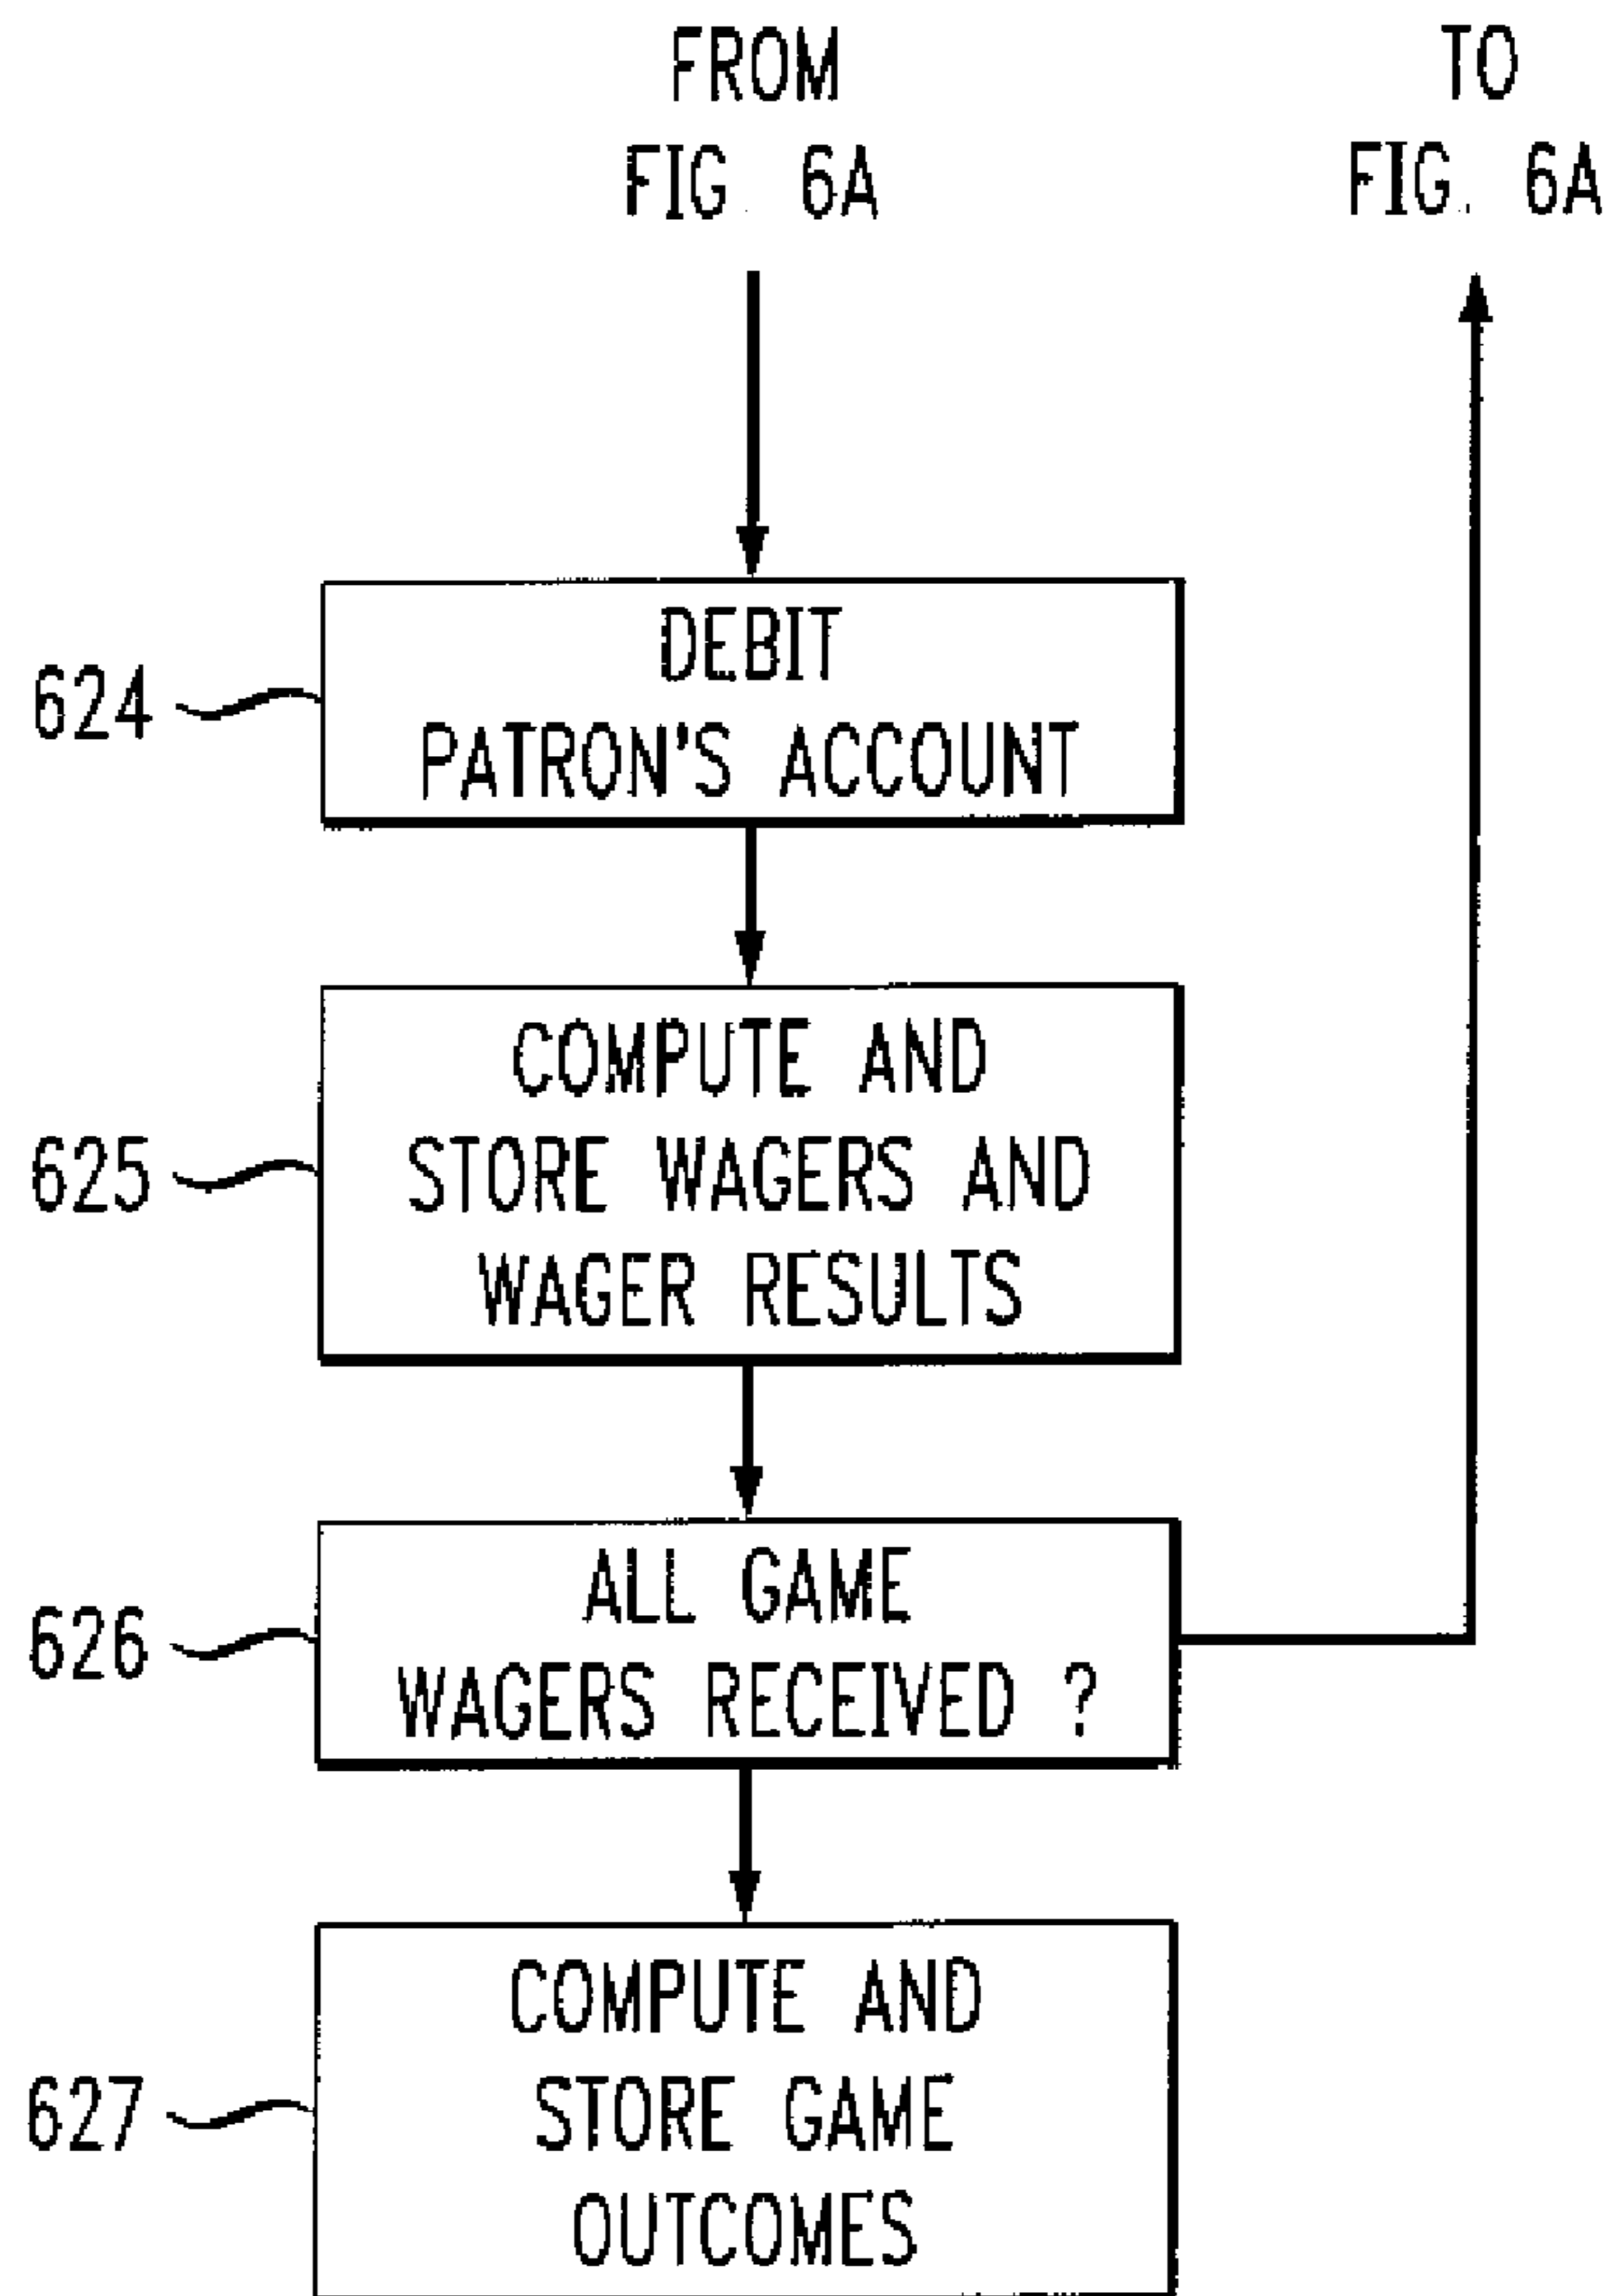 FROM
FIG. 6A
TO
FIG. 6A
624
DEBIT
PATRON'S ACCOUNT
625
COMPUTE AND
STORE WAGERS AND
WAGER RESULTS
626
ALL GAME
WAGERS RECEIVED ?
627
COMPUTE AND
STORE GAME
OUTCOMES